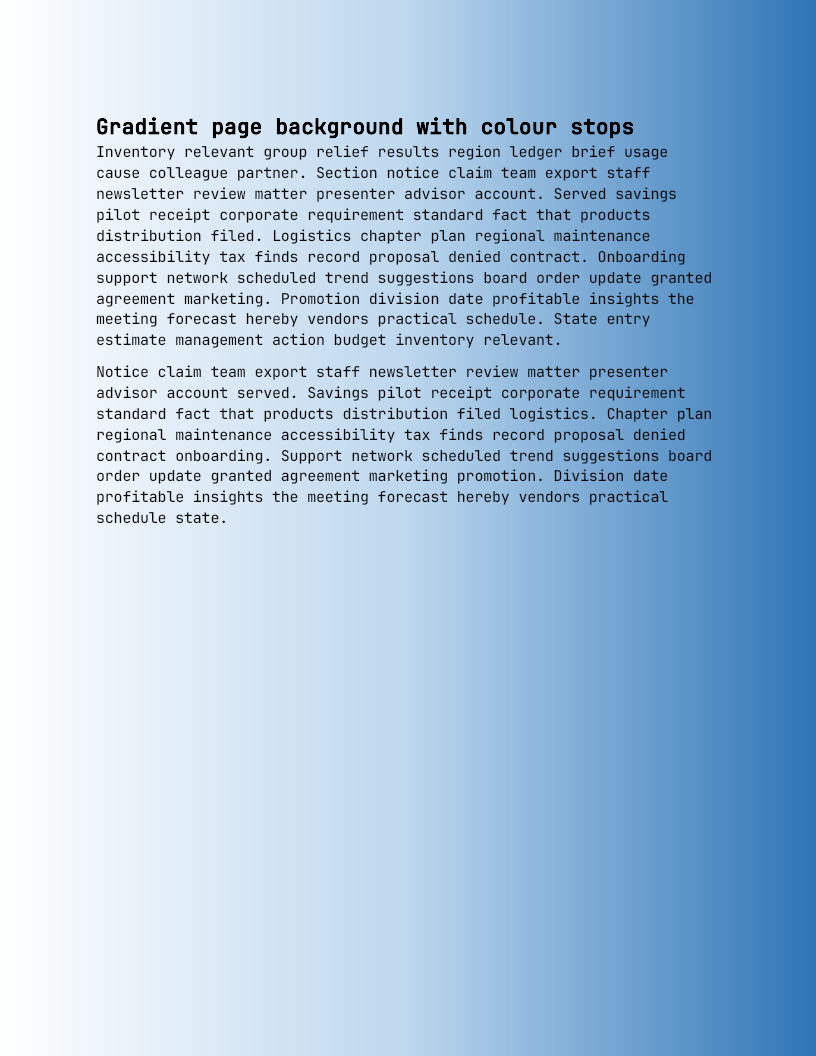 Gradient page background with colour stops
Inventory relevant group relief results region ledger brief usage
cause colleague partner. Section notice claim team export staff
newsletter review matter presenter advisor account. Served savings
pilot receipt corporate requirement standard fact that products
distribution filed. Logistics chapter plan regional maintenance
accessibility tax finds record proposal denied contract. Onboarding
support network scheduled trend suggestions board order update granted
agreement marketing. Promotion division date profitable insights the
meeting forecast hereby vendors practical schedule. State entry
estimate management action budget inventory relevant.
Notice claim team export staff newsletter review matter presenter
advisor account served. Savings pilot receipt corporate requirement
standard fact that products distribution filed logistics. Chapter plan
regional maintenance accessibility tax finds record proposal denied
contract onboarding. Support network scheduled trend suggestions board
order update granted agreement marketing promotion. Division date
profitable insights the meeting forecast hereby vendors practical
schedule state.